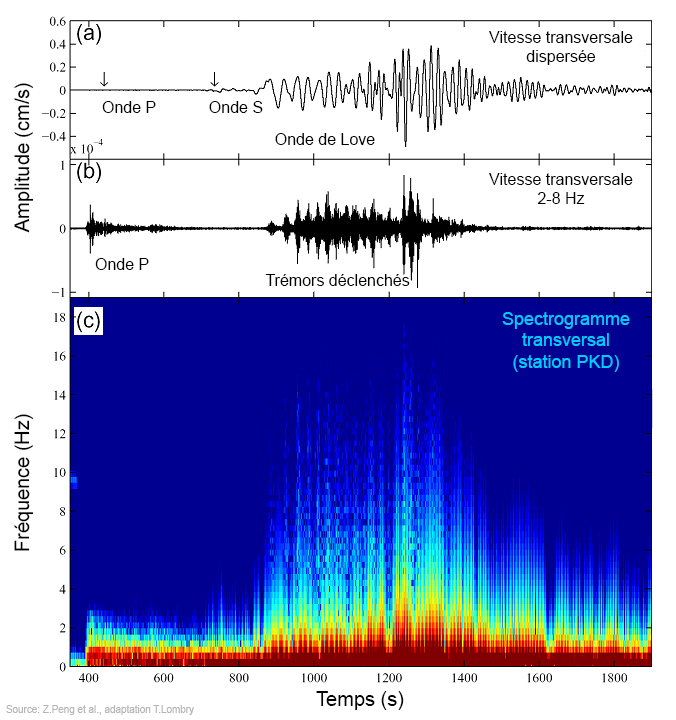 0.6
(a)
Vitesse transversale
dispersée
0.4
0.2
0
Onde P
Onde S
−0.2
−0.4
Onde de Love
Amplitude (cm/s)
x 10⁻⁴
(b)
1
Vitesse transversale
2-8 Hz
0
Onde P
Trémors déclenchés
−1
(c)
Spectrogramme
transversal
(station PKD)
18
16
14
12
10
8
6
4
2
0
Fréquence (Hz)
400 600 800 1000 1200 1400 1600 1800
Temps (s)
Source: Z.Peng et al., adaptation T.Lombry